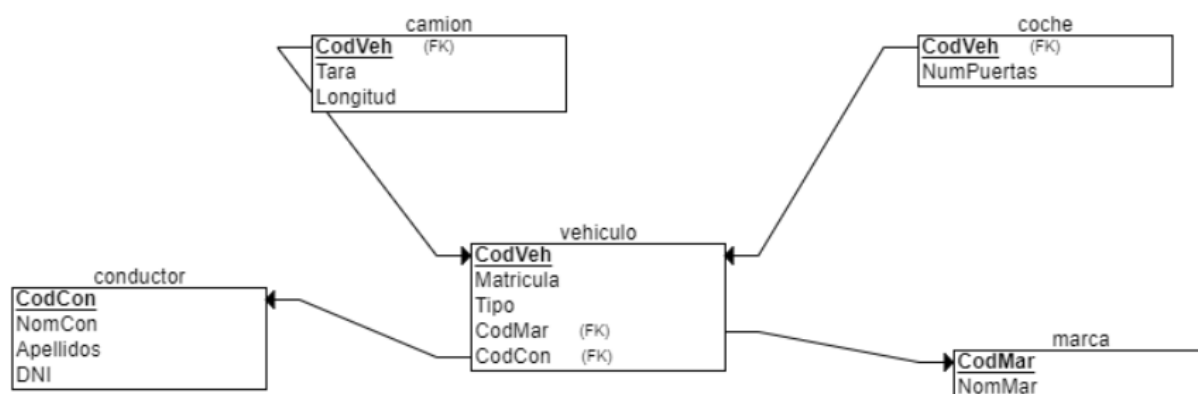 camion
CodVeh (FK)
Tara
Longitud
coche
CodVeh (FK)
NumPuertas
vehiculo
CodVeh
Matricula
Tipo
CodMar (FK)
CodCon (FK)
conductor
CodCon
NomCon
Apellidos
DNI
marca
CodMar
NomMar